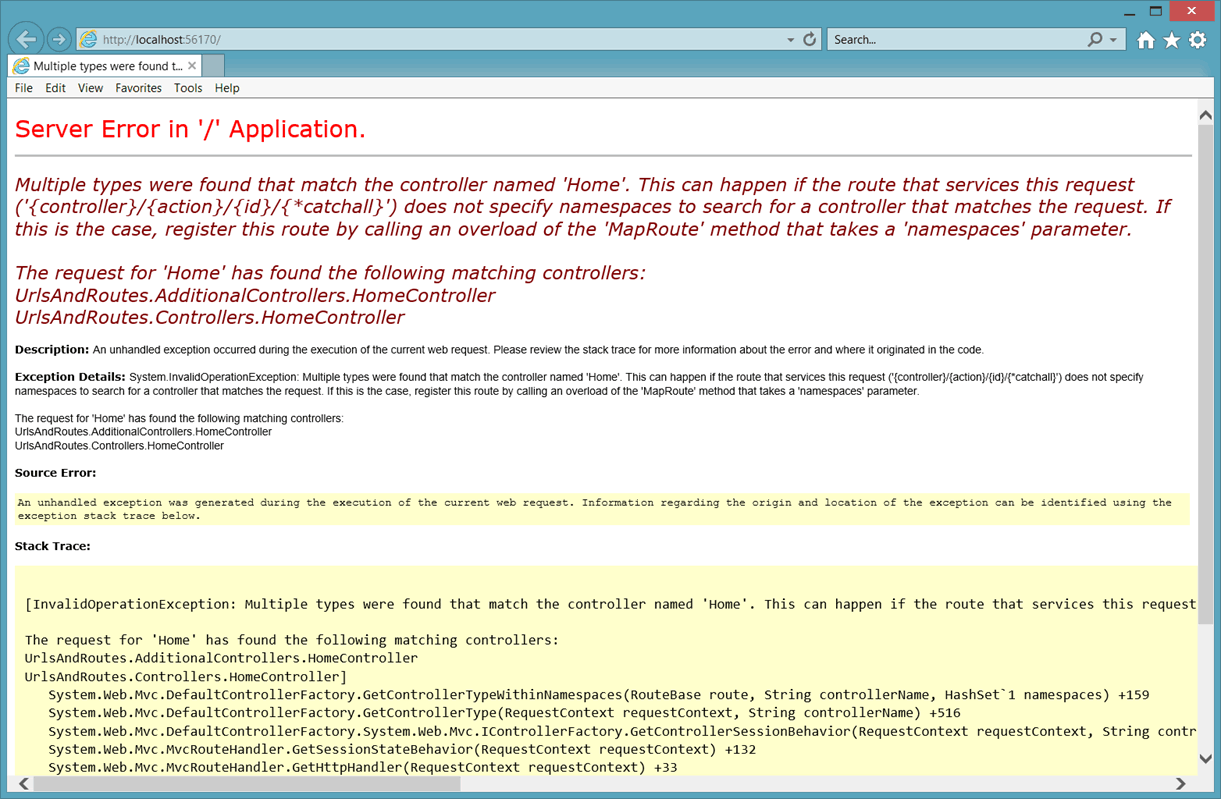 http://localhost:56170/
Search...
Multiple types were found t...
File Edit View Favorites Tools Help
Server Error in '/' Application.
Multiple types were found that match the controller named 'Home'. This can happen if the route that services this request
('{controller}/{action}/{id}/{*catchall}') does not specify namespaces to search for a controller that matches the request. If
this is the case, register this route by calling an overload of the 'MapRoute' method that takes a 'namespaces' parameter.
The request for 'Home' has found the following matching controllers:
UrlsAndRoutes.AdditionalControllers.HomeController
UrlsAndRoutes.Controllers.HomeController
Description: An unhandled exception occurred during the execution of the current web request. Please review the stack trace for more information about the error and where it originated in the code.
Exception Details: System.InvalidOperationException: Multiple types were found that match the controller named 'Home'. This can happen if the route that services this request ('{controller}/{action}/{id}/{*catchall}') does not specify
namespaces to search for a controller that matches the request. If this is the case, register this route by calling an overload of the 'MapRoute' method that takes a 'namespaces' parameter.
The request for 'Home' has found the following matching controllers:
UrlsAndRoutes.AdditionalControllers.HomeController
UrlsAndRoutes.Controllers.HomeController
Source Error:
An unhandled exception was generated during the execution of the current web request. Information regarding the origin and location of the exception can be identified using the
exception stack trace below.
Stack Trace:
[InvalidOperationException: Multiple types were found that match the controller named 'Home'. This can happen if the route that services this request
The request for 'Home' has found the following matching controllers:
UrlsAndRoutes.AdditionalControllers.HomeController
UrlsAndRoutes.Controllers.HomeController]
System.Web.Mvc.DefaultControllerFactory.GetControllerTypeWithinNamespaces(RouteBase route, String controllerName, HashSet`1 namespaces) +159
System.Web.Mvc.DefaultControllerFactory.GetControllerType(RequestContext requestContext, String controllerName) +516
System.Web.Mvc.DefaultControllerFactory.System.Web.Mvc.IControllerFactory.GetControllerSessionBehavior(RequestContext requestContext, String contr
System.Web.Mvc.MvcRouteHandler.GetSessionStateBehavior(RequestContext requestContext) +132
System.Web.Mvc.MvcRouteHandler.GetHttpHandler(RequestContext requestContext) +33